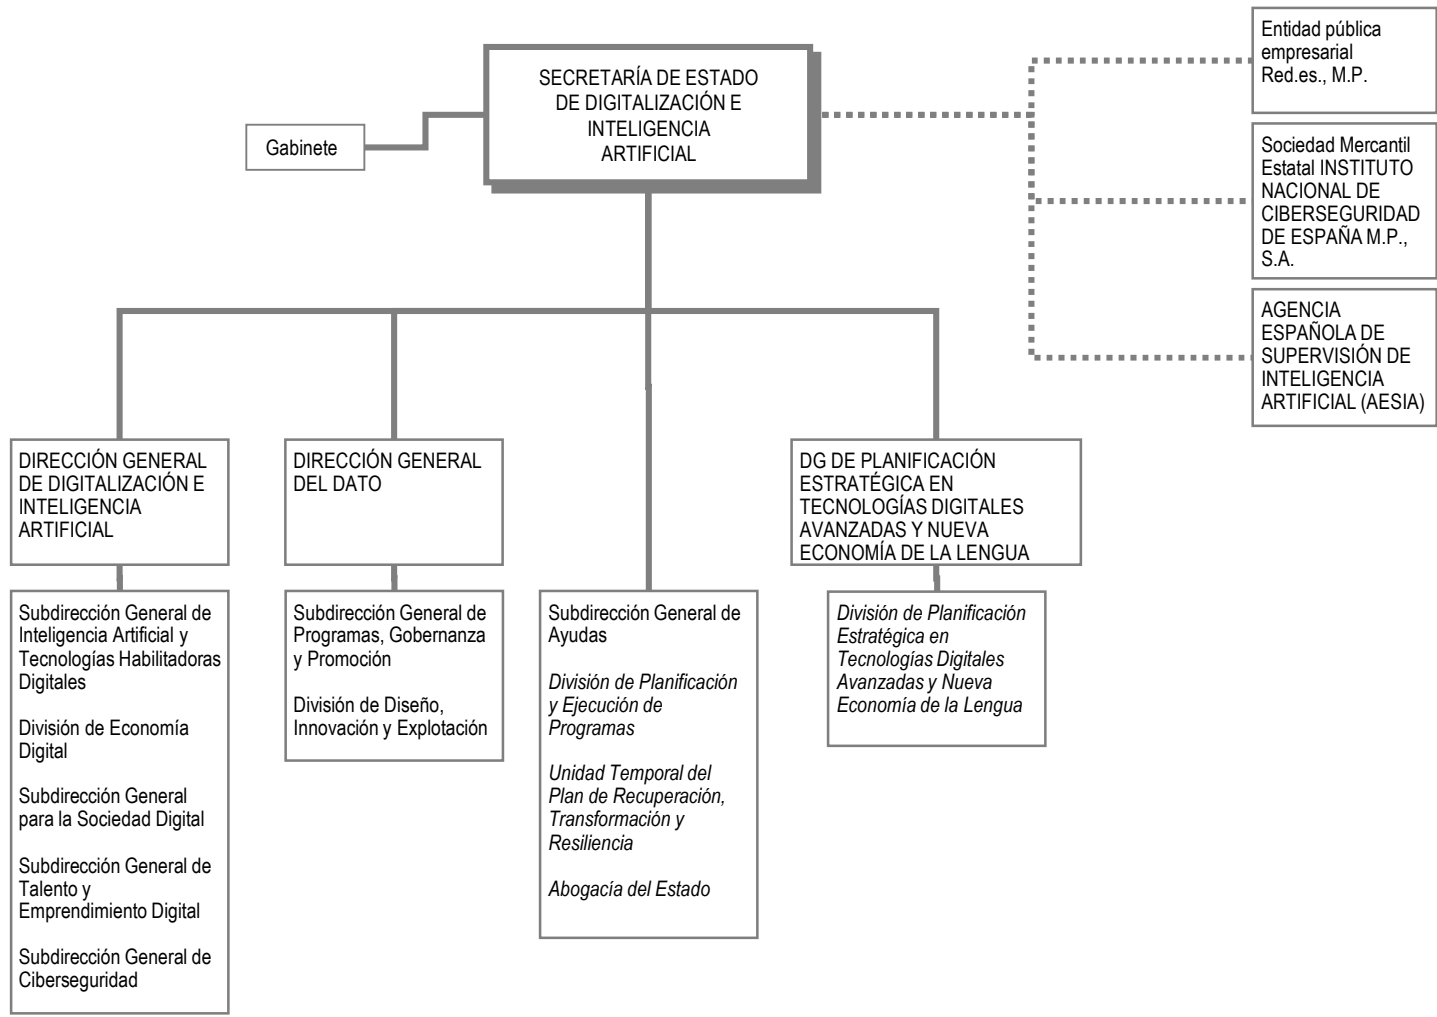 SECRETARÍA DE ESTADO
DE DIGITALIZACIÓN E
INTELIGENCIA
ARTIFICIAL
Gabinete
Entidad pública
empresarial
Red.es., M.P.
Sociedad Mercantil
Estatal INSTITUTO
NACIONAL DE
CIBERSEGURIDAD
DE ESPAÑA M.P.,
S.A.
AGENCIA
ESPAÑOLA DE
SUPERVISIÓN DE
INTELIGENCIA
ARTIFICIAL (AESIA)
DIRECCIÓN GENERAL
DE DIGITALIZACIÓN E
INTELIGENCIA
ARTIFICIAL
DIRECCIÓN GENERAL
DEL DATO
DG DE PLANIFICACIÓN
ESTRATÉGICA EN
TECNOLOGÍAS DIGITALES
AVANZADAS Y NUEVA
ECONOMÍA DE LA LENGUA
Subdirección General de
Inteligencia Artificial y
Tecnologías Habilitadoras
Digitales
División de Economía
Digital
Subdirección General
para la Sociedad Digital
Subdirección General de
Talento y
Emprendimiento Digital
Subdirección General de
Ciberseguridad
Subdirección General de
Programas, Gobernanza
y Promoción
División de Diseño,
Innovación y Explotación
Subdirección General de
Ayudas
División de Planificación
y Ejecución de
Programas
Unidad Temporal del
Plan de Recuperación,
Transformación y
Resiliencia
Abogacía del Estado
División de Planificación
Estratégica en
Tecnologías Digitales
Avanzadas y Nueva
Economía de la Lengua